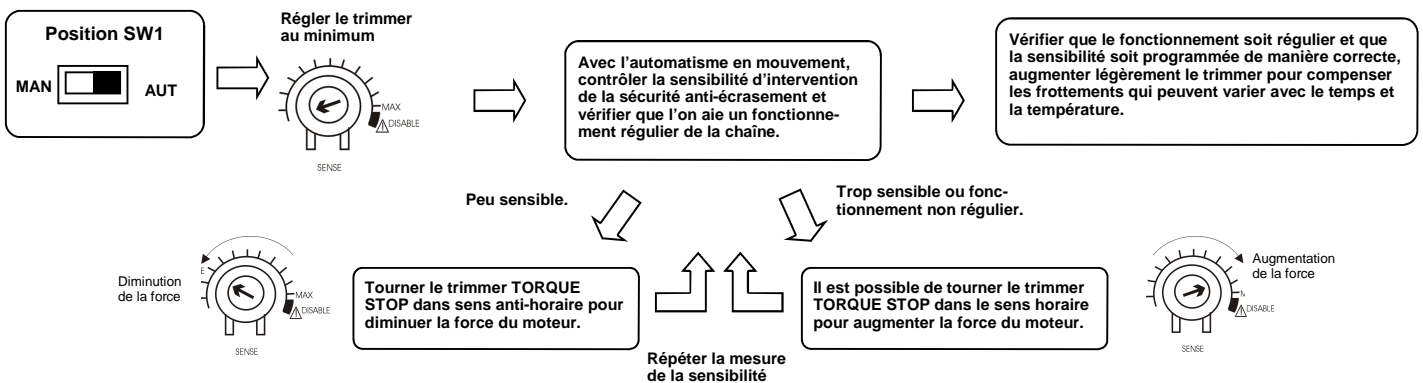 Position SW1
MAN
AUT
Régler le trimmer
au minimum
MAX
DISABLE
SENSE
Avec l'automatisme en mouvement,
contrôler la sensibilité d'intervention
de la sécurité anti-écrasement et
vérifier que l'on aie un fonctionne-
ment régulier de la chaîne.
Vérifier que le fonctionnement soit régulier et que
la sensibilité soit programmée de manière correcte,
augmenter légèrement le trimmer pour compenser
les frottements qui peuvent varier avec le temps et
la température.
Peu sensible.
Trop sensible ou fonc-
tionnement non régulier.
Diminution
de la force
E
MAX
DISABLE
SENSE
Tourner le trimmer TORQUE
STOP dans sens anti-horaire pour
diminuer la force du moteur.
Il est possible de tourner le trimmer
TORQUE STOP dans le sens horaire
pour augmenter la force du moteur.
Augmentation
de la force
M
DISABLE
SENSE
Répéter la mesure
de la sensibilité